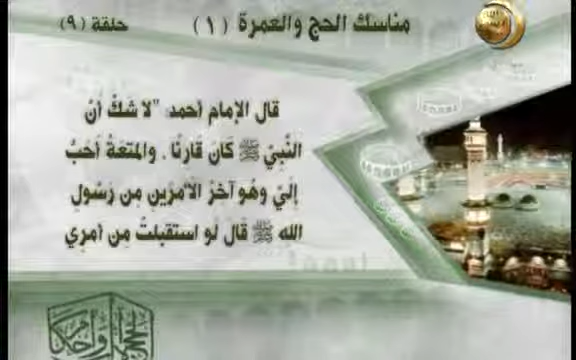 مناسك الحج والعمرة ( ١ ) حلقة ( ٩ )
قال الإمام أحمد: "لا شك أن
النبي ﷺ كان قارنًا، والمتعة أحب
إليّ وهو آخر الأمرين من رسول
الله ﷺ قال لو استقبلتُ من أمري